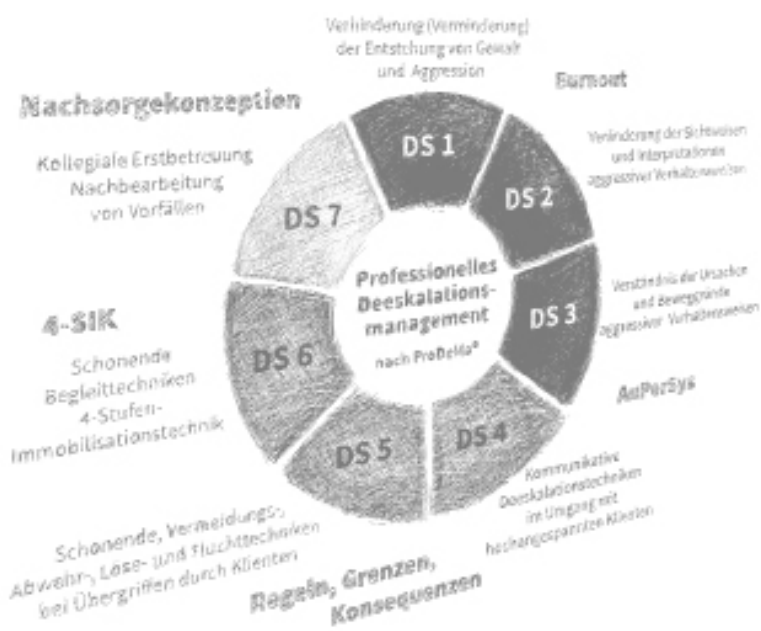 Verhinderung (Verminderung)
der Entstehung von Gewalt
und Aggression
Burnout
Nachsorgekonzeption
Kollegiale Erstbetreuung
Nachbearbeitung
von Vorfällen
DS 1
DS 2
Veränderung der Sichtweisen
und Interpretationen
aggressiver Verhaltensweisen
DS 7
Professionelles
Deeskalations-
management
nach ProDeMa®
DS 3
Verständnis der Ursachen
und Beweggründe
aggressiver Verhaltensweisen
4-SIK
Schonende
Begleittechniken
4-Stufen-
Immobilisationstechnik
DS 6
DS 5
DS 4
AuPerSys
Kommunikative
Deeskalationstechniken
im Umgang mit
hochangespannten Klienten
Schonende, Vermeidungs-,
Abwehr-, Löse- und Fluchttechniken
bei Übergriffen durch Klienten
Regeln, Grenzen,
Konsequenzen